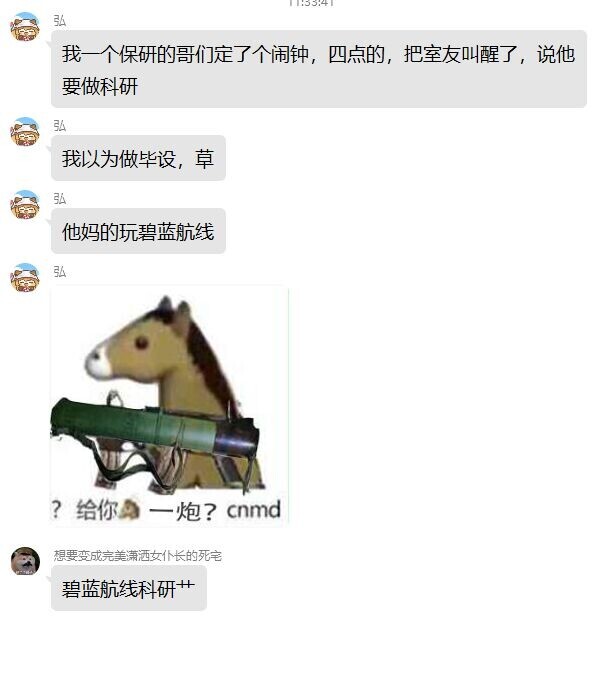 11:33:41
弘
我一个保研的哥们定了个闹钟，四点的，把室友叫醒了，说他
要做科研
弘
我以为做毕设，草
弘
他妈的玩碧蓝航线
弘
? 给你 一炮? cnmd
想要变成完美潇洒女仆长的死宅
碧蓝航线科研艹